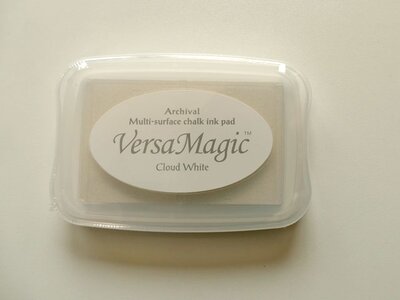 Archival
Multi-surface chalk ink pad
VersaMagic™
Cloud White